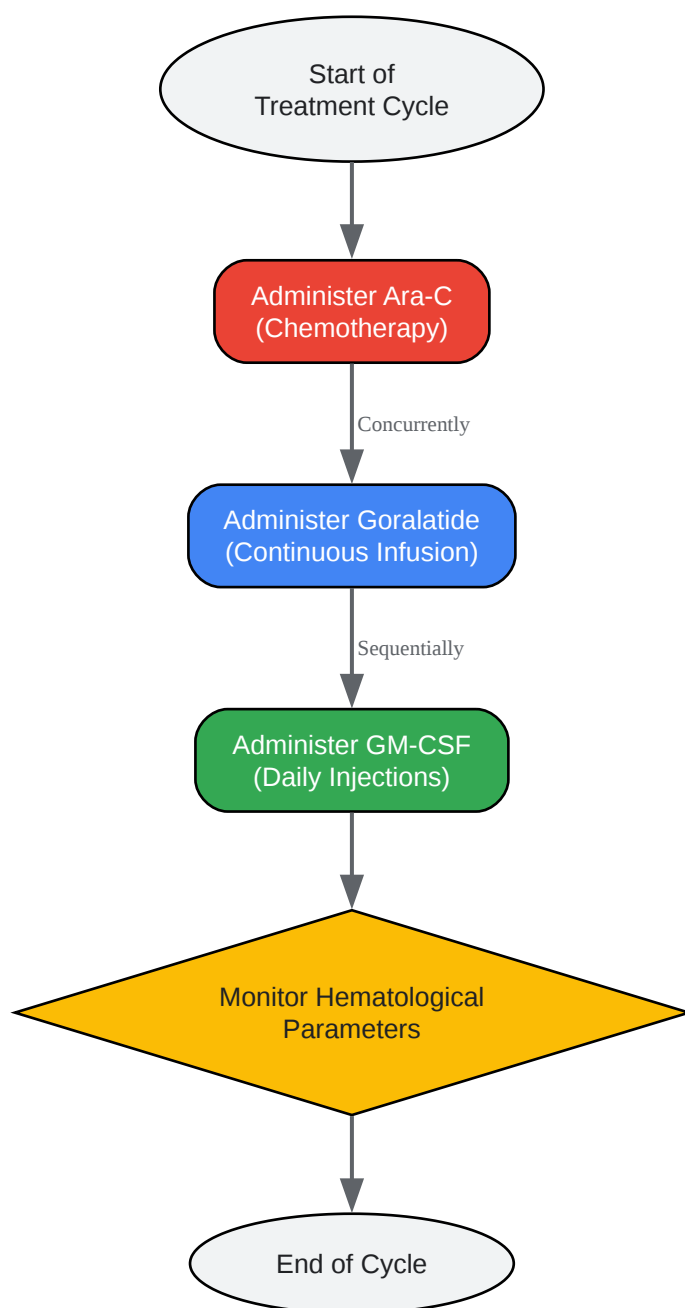 Start of
Treatment Cycle
Administer Ara-C
(Chemotherapy)
Concurrently
Administer Goralatide
(Continuous Infusion)
Sequentially
Administer GM-CSF
(Daily Injections)
Monitor Hematological
Parameters
End of Cycle